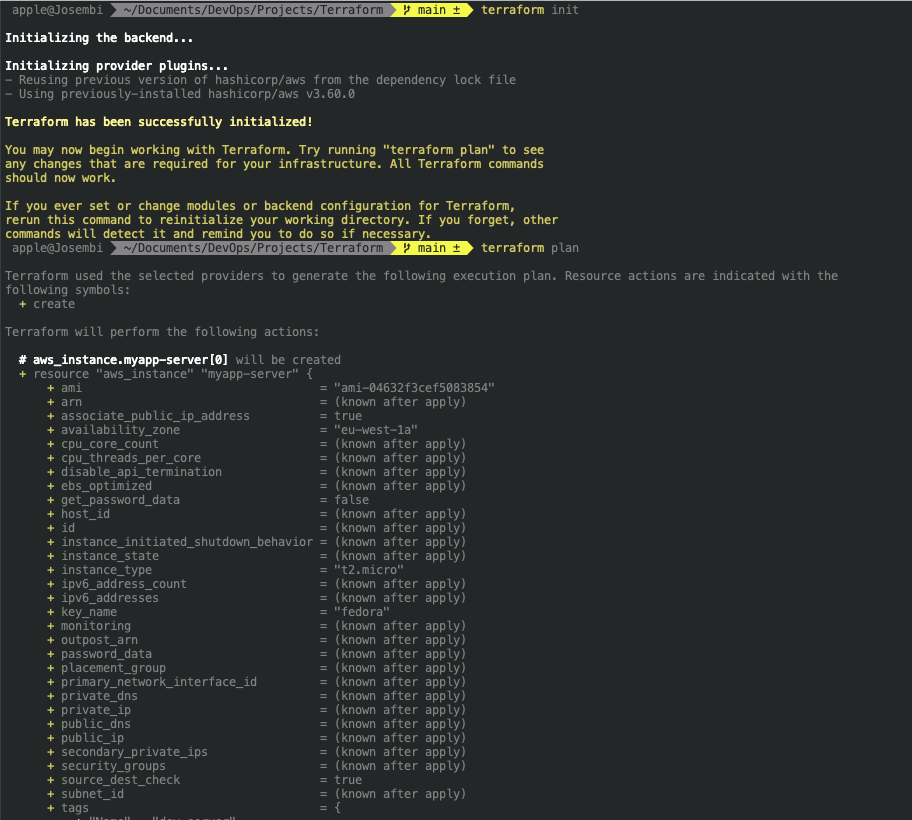 apple@Josembi ~/Documents/DevOps/Projects/Terraform main ± terraform init
Initializing the backend...
Initializing provider plugins...
- Reusing previous version of hashicorp/aws from the dependency lock file
- Using previously-installed hashicorp/aws v3.60.0
Terraform has been successfully initialized!
You may now begin working with Terraform. Try running "terraform plan" to see
any changes that are required for your infrastructure. All Terraform commands
should now work.
If you ever set or change modules or backend configuration for Terraform,
rerun this command to reinitialize your working directory. If you forget, other
commands will detect it and remind you to do so if necessary.
apple@Josembi ~/Documents/DevOps/Projects/Terraform main ± terraform plan
Terraform used the selected providers to generate the following execution plan. Resource actions are indicated with the
following symbols:
+ create
Terraform will perform the following actions:
# aws_instance.myapp-server[0] will be created
+ resource "aws_instance" "myapp-server" {
+ ami = "ami-04632f3cef5083854"
+ arn = (known after apply)
+ associate_public_ip_address = true
+ availability_zone = "eu-west-1a"
+ cpu_core_count = (known after apply)
+ cpu_threads_per_core = (known after apply)
+ disable_api_termination = (known after apply)
+ ebs_optimized = (known after apply)
+ get_password_data = false
+ host_id = (known after apply)
+ id = (known after apply)
+ instance_initiated_shutdown_behavior = (known after apply)
+ instance_state = (known after apply)
+ instance_type = "t2.micro"
+ ipv6_address_count = (known after apply)
+ ipv6_addresses = (known after apply)
+ key_name = "fedora"
+ monitoring = (known after apply)
+ outpost_arn = (known after apply)
+ password_data = (known after apply)
+ placement_group = (known after apply)
+ primary_network_interface_id = (known after apply)
+ private_dns = (known after apply)
+ private_ip = (known after apply)
+ public_dns = (known after apply)
+ public_ip = (known after apply)
+ secondary_private_ips = (known after apply)
+ security_groups = (known after apply)
+ source_dest_check = true
+ subnet_id = (known after apply)
+ tags = {